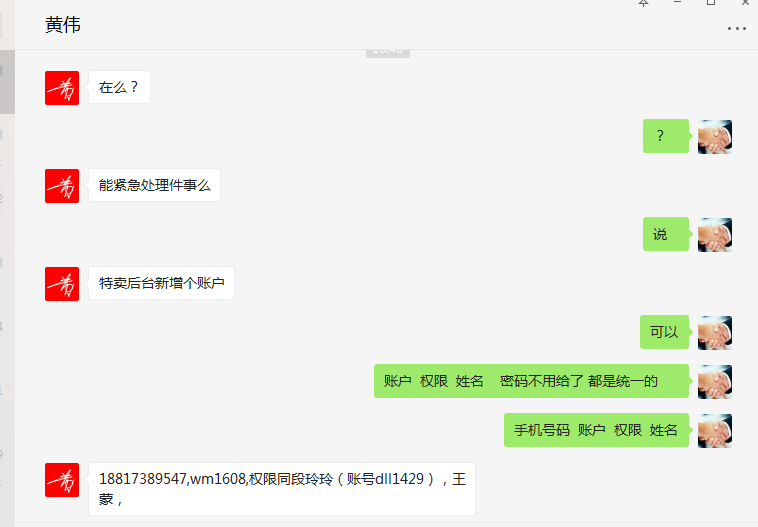 黄伟
在么？
？
能紧急处理件事么
说
特卖后台新增个账户
可以
账户 权限 姓名 密码不用给了 都是统一的
手机号码 账户 权限 姓名
18817389547,wm1608,权限同段玲玲（账号dll1429），王
蒙，